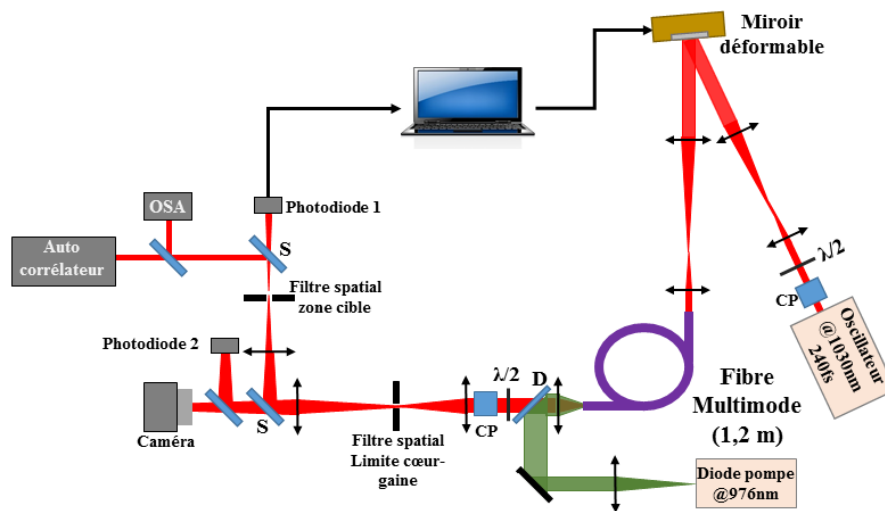 Miroir
déformable
OSA
Photodiode 1
Auto
corrélateur
S
Filtre spatial
zone cible
λ/2
CP
Oscillateur
@1030nm
240fs
Photodiode 2
Caméra
S
Filtre spatial
Limite cœur-
gaine
CP
λ/2
D
Fibre
Multimode
(1,2 m)
Diode pompe
@976nm